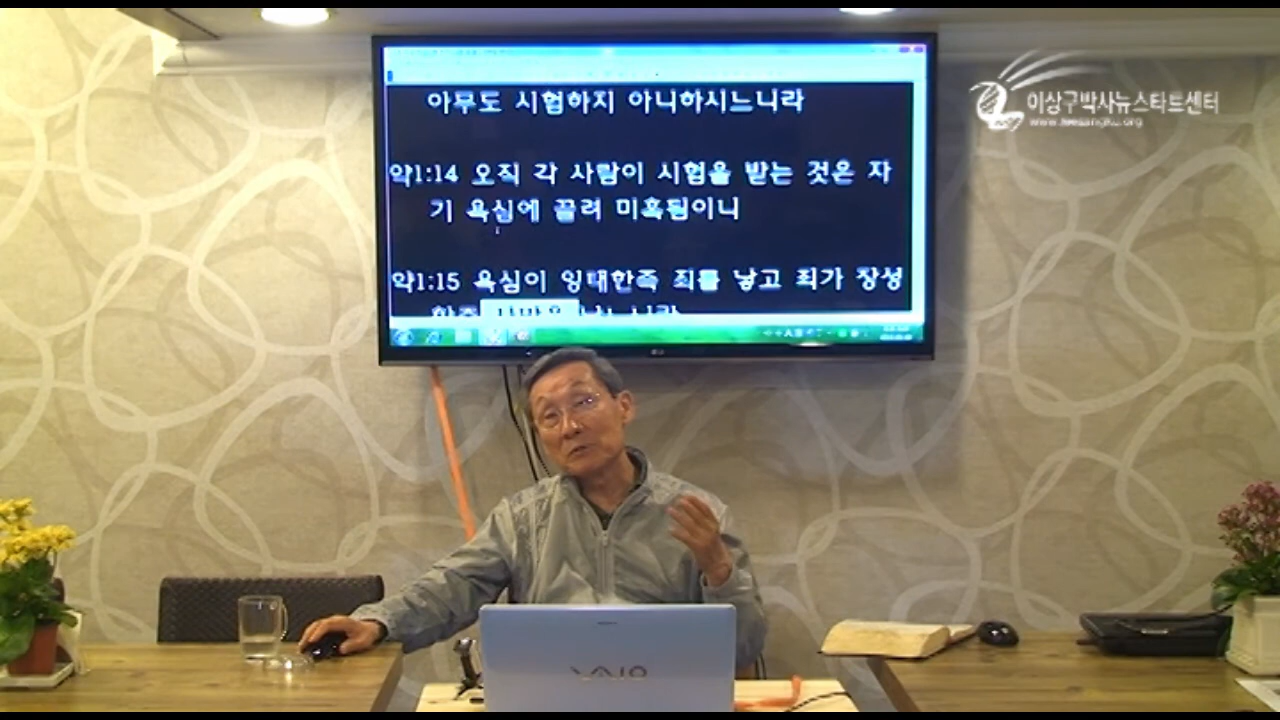 아무도 시험하지 아니하시느니라
이상구박사뉴스타트센터
www.leesangku.org
약1:14 오직 각 사람이 시험을 받는 것은 자
기 욕심에 끌려 미혹됨이니
약1:15 욕심이 잉태한즉 죄를 낳고 죄가 장성
LG
VAIO